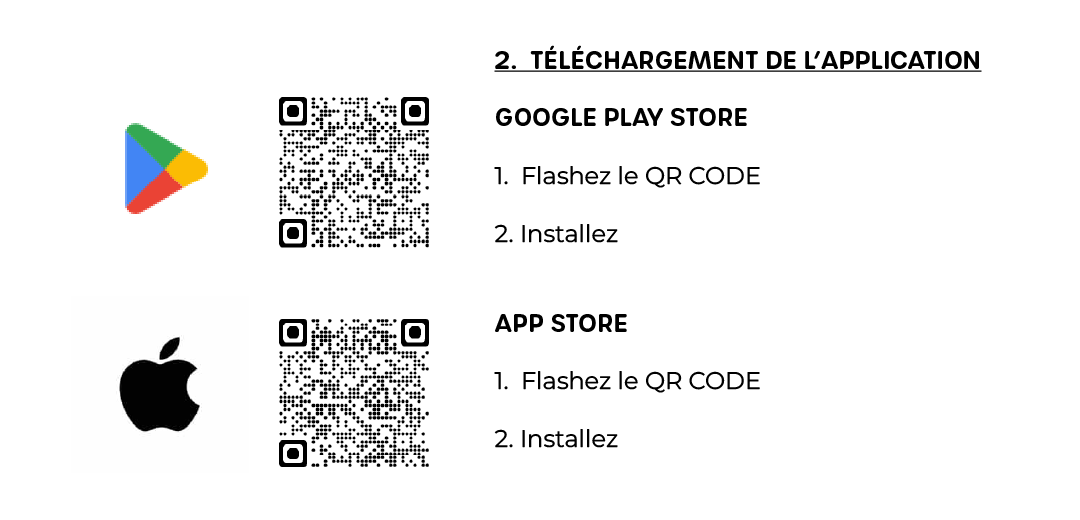 2. TÉLÉCHARGEMENT DE L’APPLICATION
GOOGLE PLAY STORE
1. Flashez le QR CODE
2. Installez
APP STORE
1. Flashez le QR CODE
2. Installez